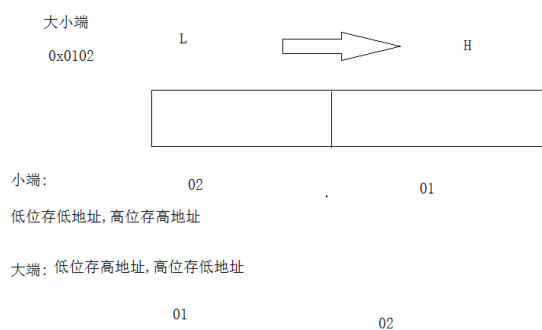 大小端
L H
0x0102
小端:
02 01
低位存低地址,高位存高地址
大端: 低位存高地址,高位存低地址
01 02